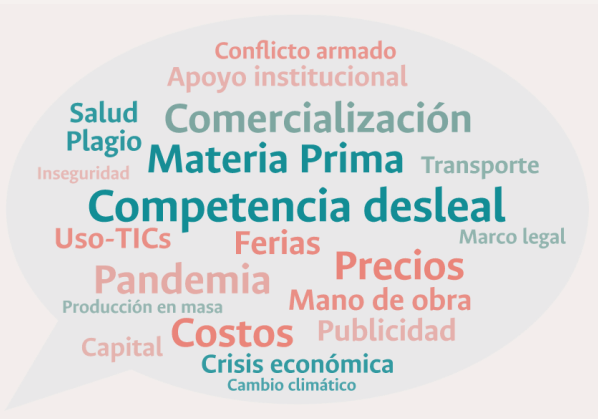 Conflicto armado
Apoyo institucional
Salud
Comercialización
Plagio
Materia Prima
Transporte
Inseguridad
Competencia desleal
Uso-TICs
Ferias
Marco legal
Precios
Pandemia
Mano de obra
Producción en masa
Costos
Publicidad
Capital
Crisis económica
Cambio climático